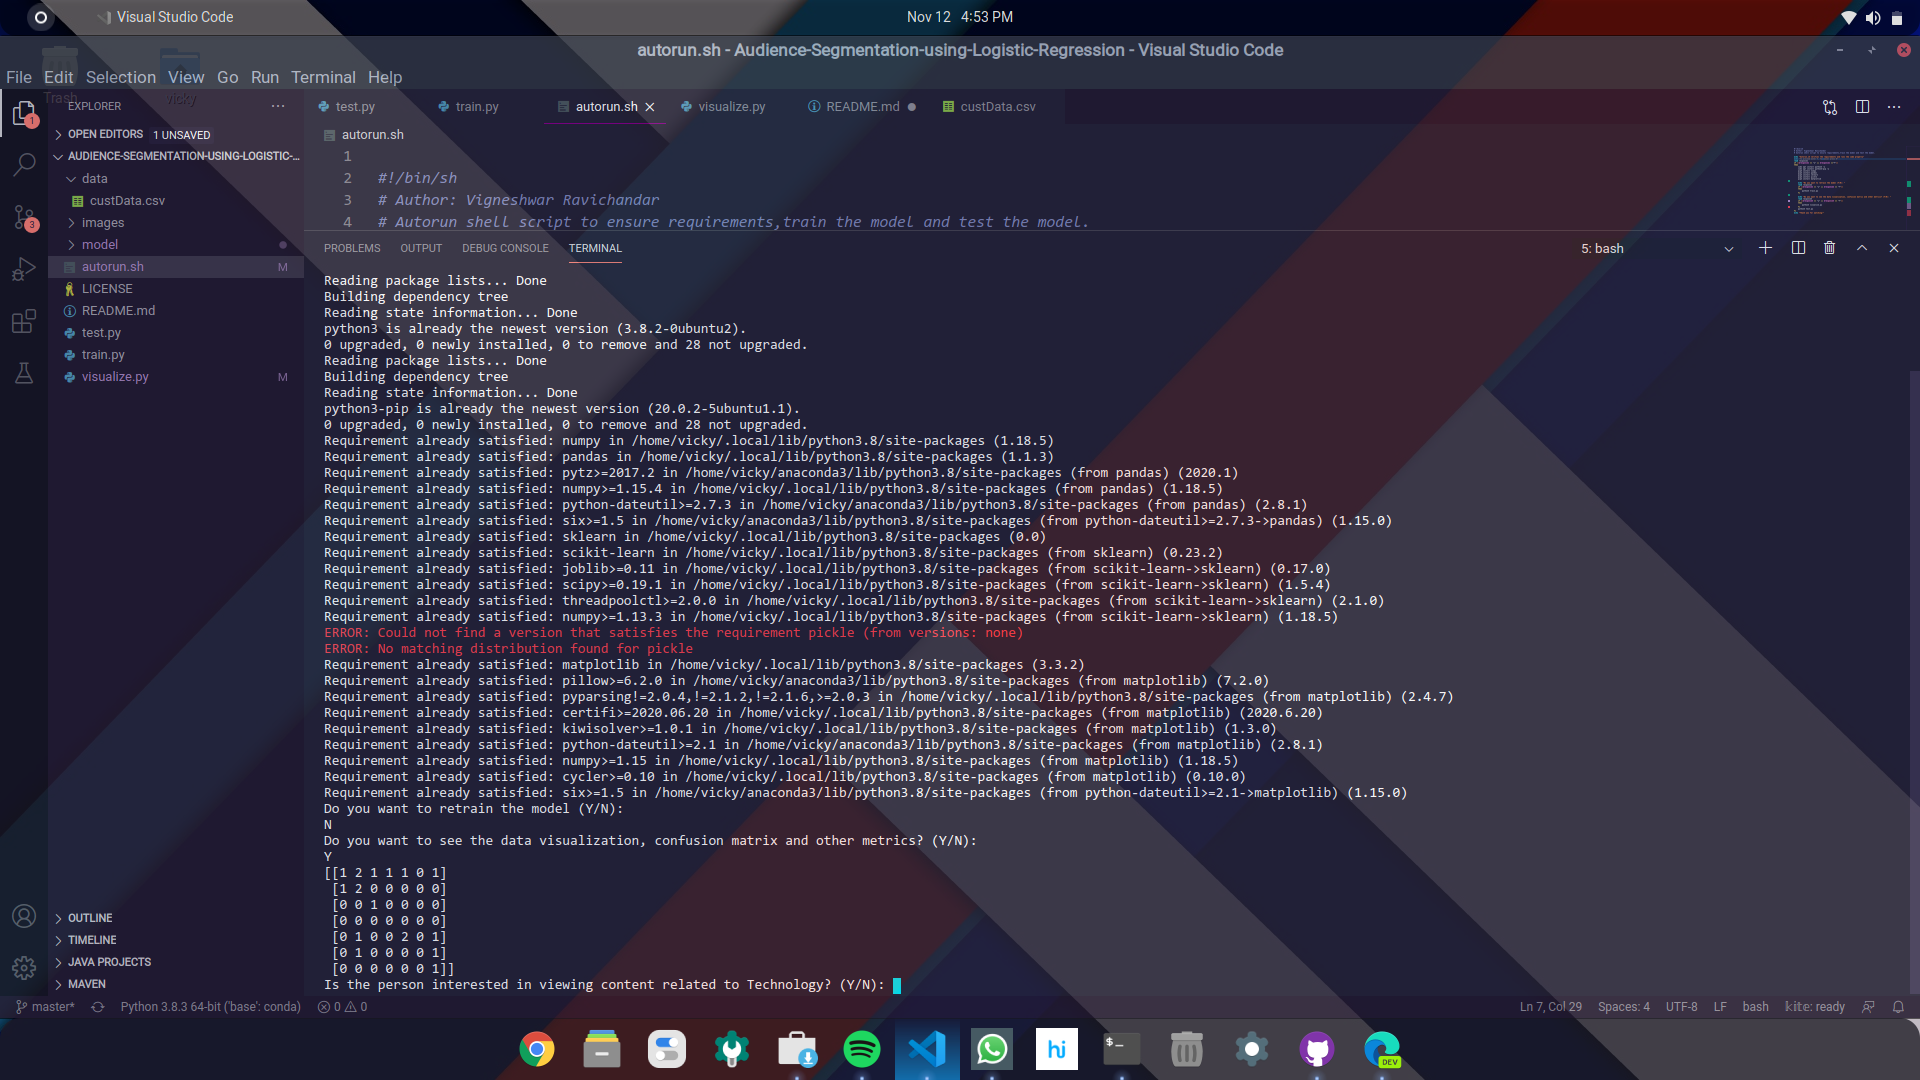 Visual Studio Code
Nov 12 4:53 PM
autorun.sh - Audience-Segmentation-using-Logistic-Regression - Visual Studio Code
File Edit Selection View Go Run Terminal Help
Trash
vicky
EXPLORER
test.py
train.py
autorun.sh
visualize.py
README.md
custData.csv
1
OPEN EDITORS 1 UNSAVED
AUDIENCE-SEGMENTATION-USING-LOGISTIC-...
data
custData.csv
images
3
model
autorun.sh M
LICENSE
README.md
test.py
train.py
visualize.py M
OUTLINE
TIMELINE
JAVA PROJECTS
MAVEN
autorun.sh
1
2 #!/bin/sh
3 # Author: Vigneshwar Ravichandar
4 # Autorun shell script to ensure requirements,train the model and test the model.
PROBLEMS OUTPUT DEBUG CONSOLE TERMINAL
5: bash
Reading package lists... Done
Building dependency tree
Reading state information... Done
python3 is already the newest version (3.8.2-0ubuntu2).
0 upgraded, 0 newly installed, 0 to remove and 28 not upgraded.
Reading package lists... Done
Building dependency tree
Reading state information... Done
python3-pip is already the newest version (20.0.2-5ubuntu1.1).
0 upgraded, 0 newly installed, 0 to remove and 28 not upgraded.
Requirement already satisfied: numpy in /home/vicky/.local/lib/python3.8/site-packages (1.18.5)
Requirement already satisfied: pandas in /home/vicky/.local/lib/python3.8/site-packages (1.1.3)
Requirement already satisfied: pytz>=2017.2 in /home/vicky/anaconda3/lib/python3.8/site-packages (from pandas) (2020.1)
Requirement already satisfied: numpy>=1.15.4 in /home/vicky/.local/lib/python3.8/site-packages (from pandas) (1.18.5)
Requirement already satisfied: python-dateutil>=2.7.3 in /home/vicky/anaconda3/lib/python3.8/site-packages (from pandas) (2.8.1)
Requirement already satisfied: six>=1.5 in /home/vicky/anaconda3/lib/python3.8/site-packages (from python-dateutil>=2.7.3->pandas) (1.15.0)
Requirement already satisfied: sklearn in /home/vicky/.local/lib/python3.8/site-packages (0.0)
Requirement already satisfied: scikit-learn in /home/vicky/.local/lib/python3.8/site-packages (from sklearn) (0.23.2)
Requirement already satisfied: joblib>=0.11 in /home/vicky/.local/lib/python3.8/site-packages (from scikit-learn->sklearn) (0.17.0)
Requirement already satisfied: scipy>=0.19.1 in /home/vicky/.local/lib/python3.8/site-packages (from scikit-learn->sklearn) (1.5.4)
Requirement already satisfied: threadpoolctl>=2.0.0 in /home/vicky/.local/lib/python3.8/site-packages (from scikit-learn->sklearn) (2.1.0)
Requirement already satisfied: numpy>=1.13.3 in /home/vicky/.local/lib/python3.8/site-packages (from scikit-learn->sklearn) (1.18.5)
ERROR: Could not find a version that satisfies the requirement pickle (from versions: none)
ERROR: No matching distribution found for pickle
Requirement already satisfied: matplotlib in /home/vicky/.local/lib/python3.8/site-packages (3.3.2)
Requirement already satisfied: pillow>=6.2.0 in /home/vicky/anaconda3/lib/python3.8/site-packages (from matplotlib) (7.2.0)
Requirement already satisfied: pyparsing!=2.0.4,!=2.1.2,!=2.1.6,>=2.0.3 in /home/vicky/.local/lib/python3.8/site-packages (from matplotlib) (2.4.7)
Requirement already satisfied: certifi>=2020.06.20 in /home/vicky/.local/lib/python3.8/site-packages (from matplotlib) (2020.6.20)
Requirement already satisfied: kiwisolver>=1.0.1 in /home/vicky/.local/lib/python3.8/site-packages (from matplotlib) (1.3.0)
Requirement already satisfied: python-dateutil>=2.1 in /home/vicky/anaconda3/lib/python3.8/site-packages (from matplotlib) (2.8.1)
Requirement already satisfied: numpy>=1.15 in /home/vicky/.local/lib/python3.8/site-packages (from matplotlib) (1.18.5)
Requirement already satisfied: cycler>=0.10 in /home/vicky/.local/lib/python3.8/site-packages (from matplotlib) (0.10.0)
Requirement already satisfied: six>=1.5 in /home/vicky/anaconda3/lib/python3.8/site-packages (from python-dateutil>=2.1->matplotlib) (1.15.0)
Do you want to retrain the model (Y/N):
N
Do you want to see the data visualization, confusion matrix and other metrics? (Y/N):
Y
[[1 2 1 1 1 0 1]
[1 2 0 0 0 0 0]
[0 0 1 0 0 0 0]
[0 0 0 0 0 0 0]
[0 1 0 0 2 0 1]
[0 1 0 0 0 0 1]
[0 0 0 0 0 0 1]]
Is the person interested in viewing content related to Technology? (Y/N):
master* Python 3.8.3 64-bit ('base': conda) 0 0
Ln 7, Col 29 Spaces: 4 UTF-8 LF bash kite: ready
$_
hi
DEV